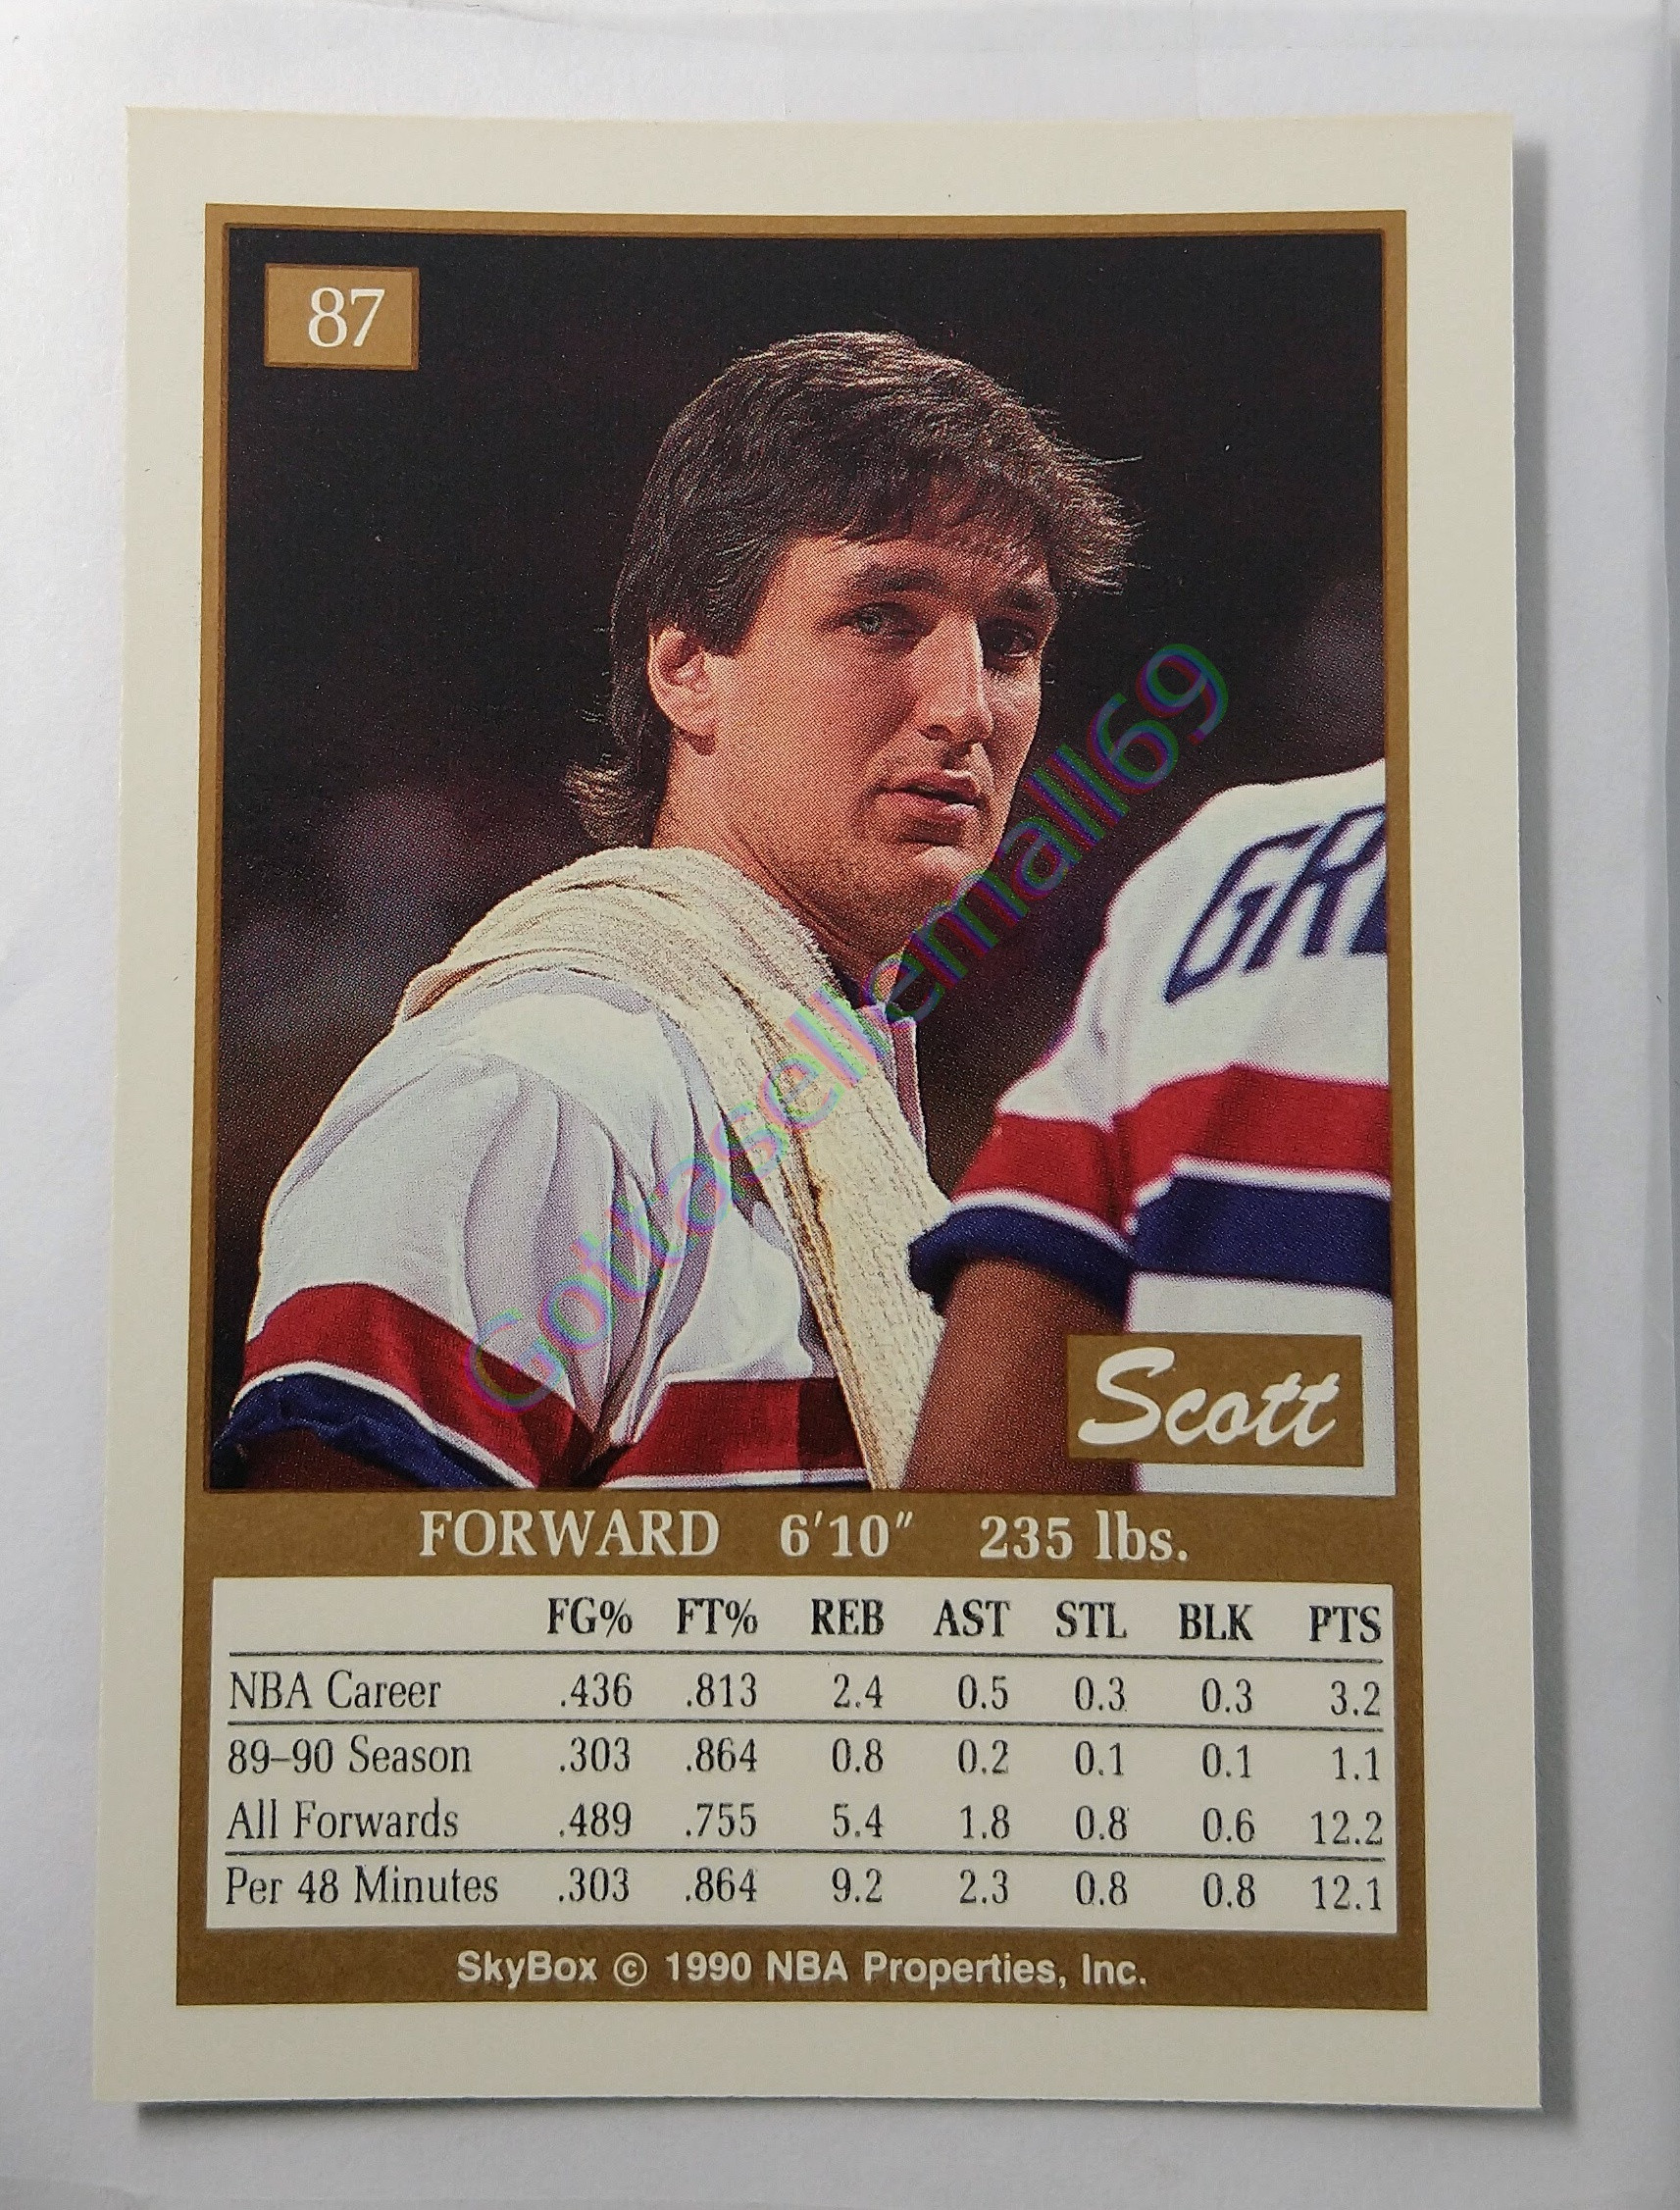 87
GRE
Gottosellemall69
Scott
FORWARD 6'10" 235 lbs.
FG% FT% REB AST STL BLK PTS
NBA Career .436 .813 2.4 0.5 0.3 0.3 3.2
89–90 Season .303 .864 0.8 0.2 0.1 0.1 1.1
All Forwards .489 .755 5.4 1.8 0.8 0.6 12.2
Per 48 Minutes .303 .864 9.2 2.3 0.8 0.8 12.1
SkyBox © 1990 NBA Properties, Inc.